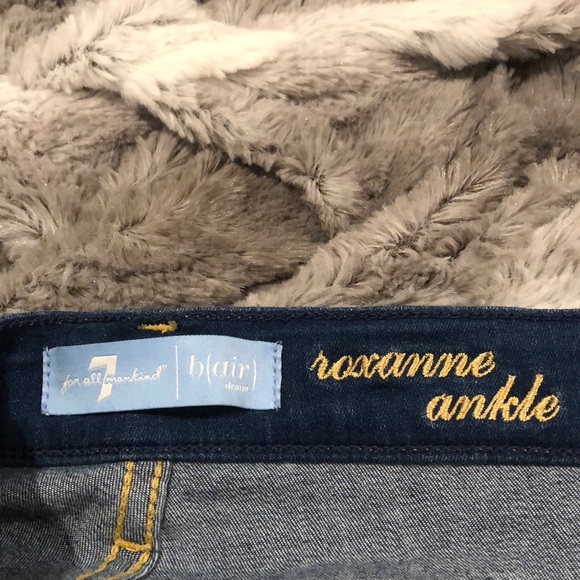 7
for all mankind
b(air)
denim
roxanne
ankle